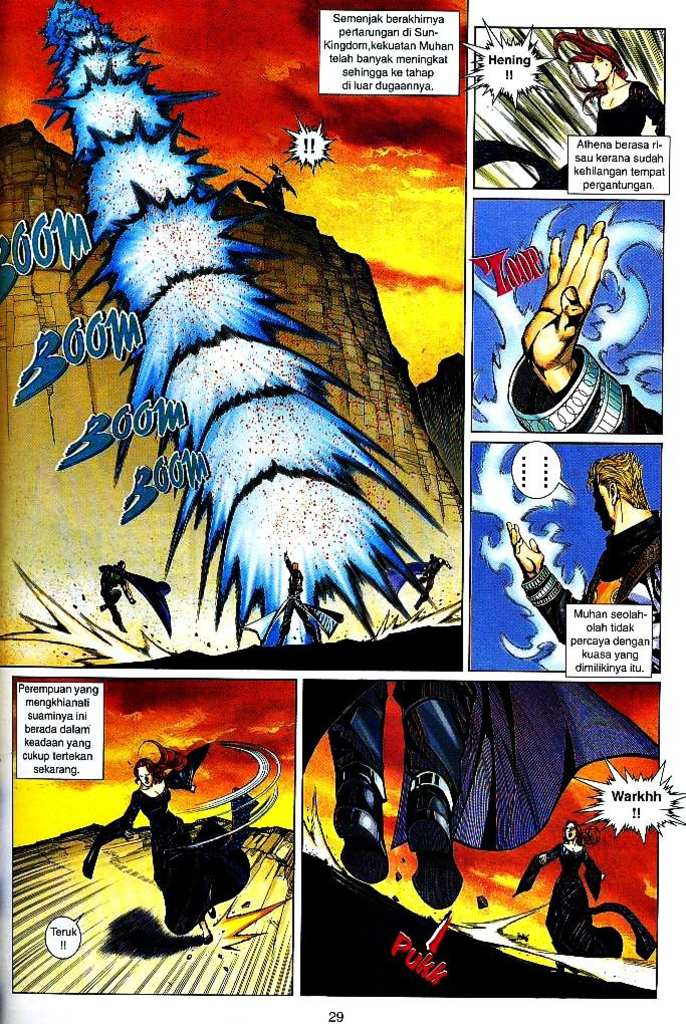 Semenjak berakhirnya
pertarungan di Sun-
Kingdom,kekuatan Muhan
telah banyak meningkat
sehingga ke tahap
di luar dugaannya.
!!
BOOM
BOOM
BOOM
BOOM
Hening
!!
Athena berasa ri-
sau kerana sudah
kehilangan tempat
pergantungan.
ZOOP
Muhan seolah-
olah tidak
percaya dengan
kuasa yang
dimilikinya itu.
Perempuan yang
mengkhianati
suaminya ini
berada dalam
keadaan yang
cukup tertekan
sekarang.
Teruk
!!
Warkhh
!!
Pukk
29